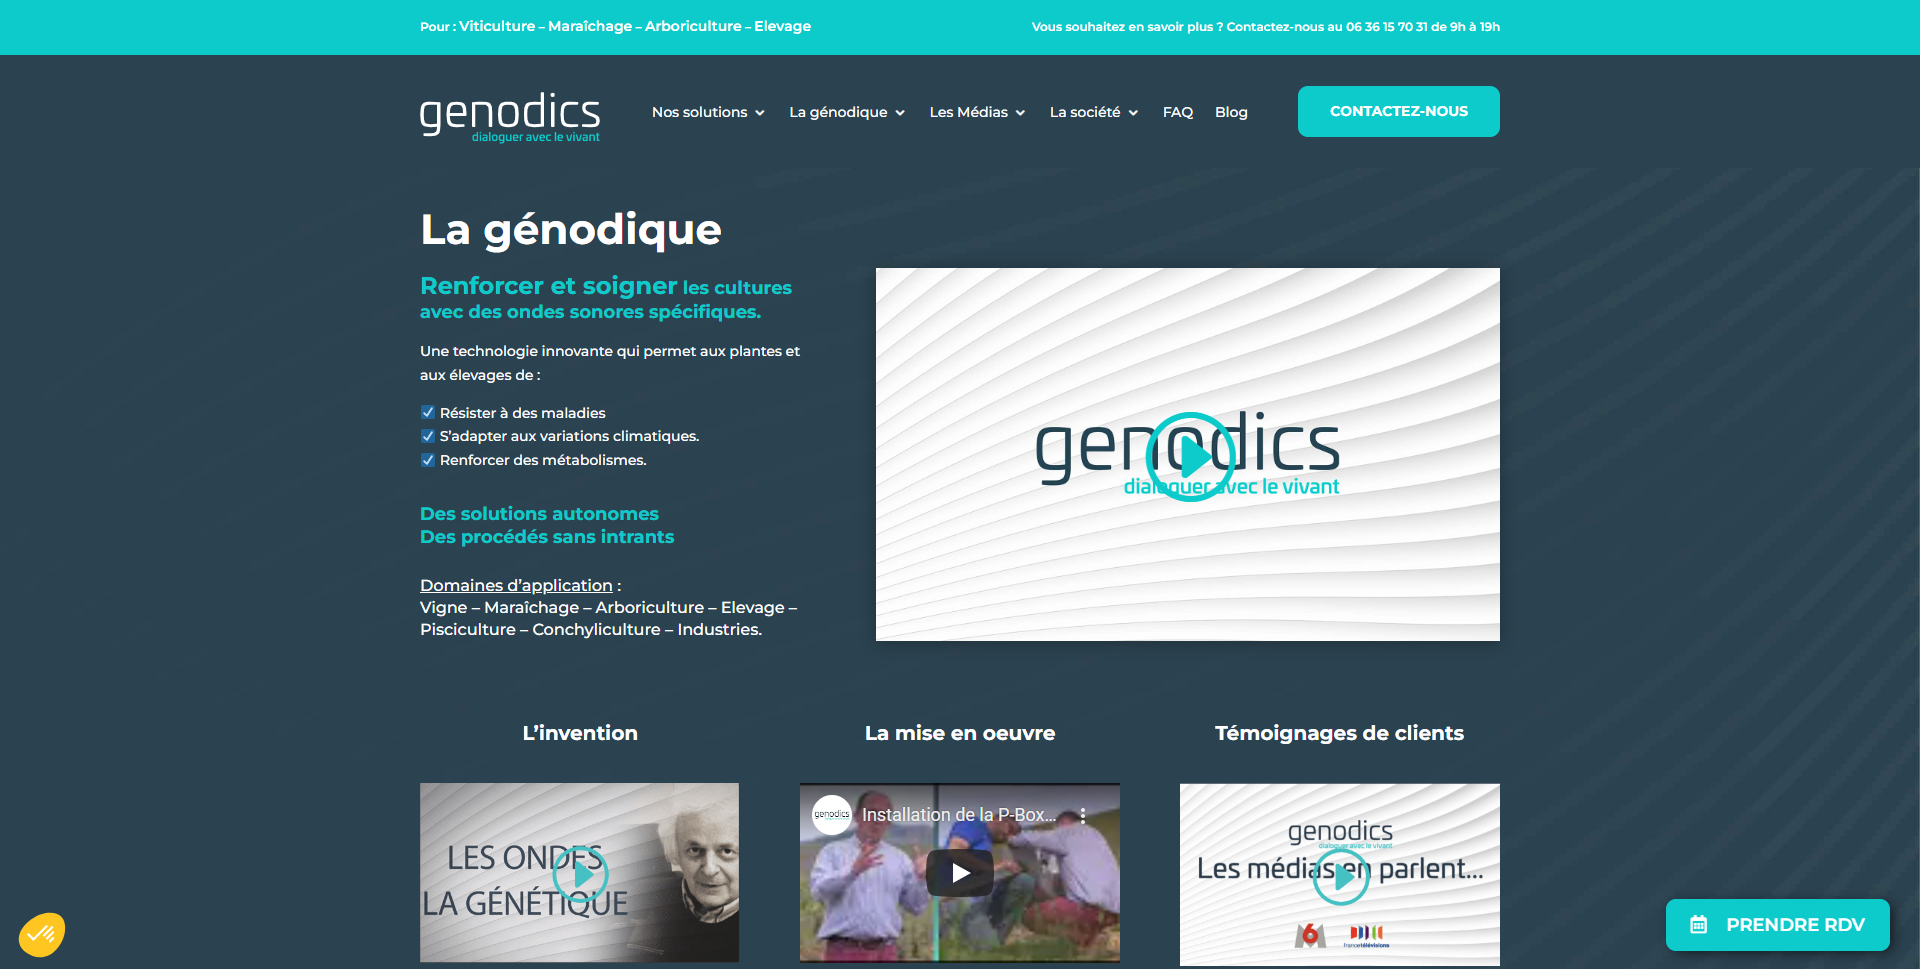 Pour : Viticulture – Maraîchage – Arboriculture – Elevage
Vous souhaitez en savoir plus ? Contactez-nous au 06 36 15 70 31 de 9h à 19h
genodics
dialoguer avec le vivant
Nos solutions
La génodique
Les Médias
La société
FAQ
Blog
CONTACTEZ-NOUS
La génodique
Renforcer et soigner les cultures
avec des ondes sonores spécifiques.
Une technologie innovante qui permet aux plantes et
aux élevages de :
Résister à des maladies
S'adapter aux variations climatiques.
Renforcer des métabolismes.
Des solutions autonomes
Des procédés sans intrants
Domaines d'application :
Vigne – Maraîchage – Arboriculture – Elevage –
Pisciculture – Conchyliculture – Industries.
genodics
dialoguer avec le vivant
L'invention
La mise en oeuvre
Témoignages de clients
LES ONDES
LA GÉNÉTIQUE
genodics
Installation de la P-Box...
genodics
dialoguer avec le vivant
Les médias en parlent...
M6
francetélévisions
PRENDRE RDV